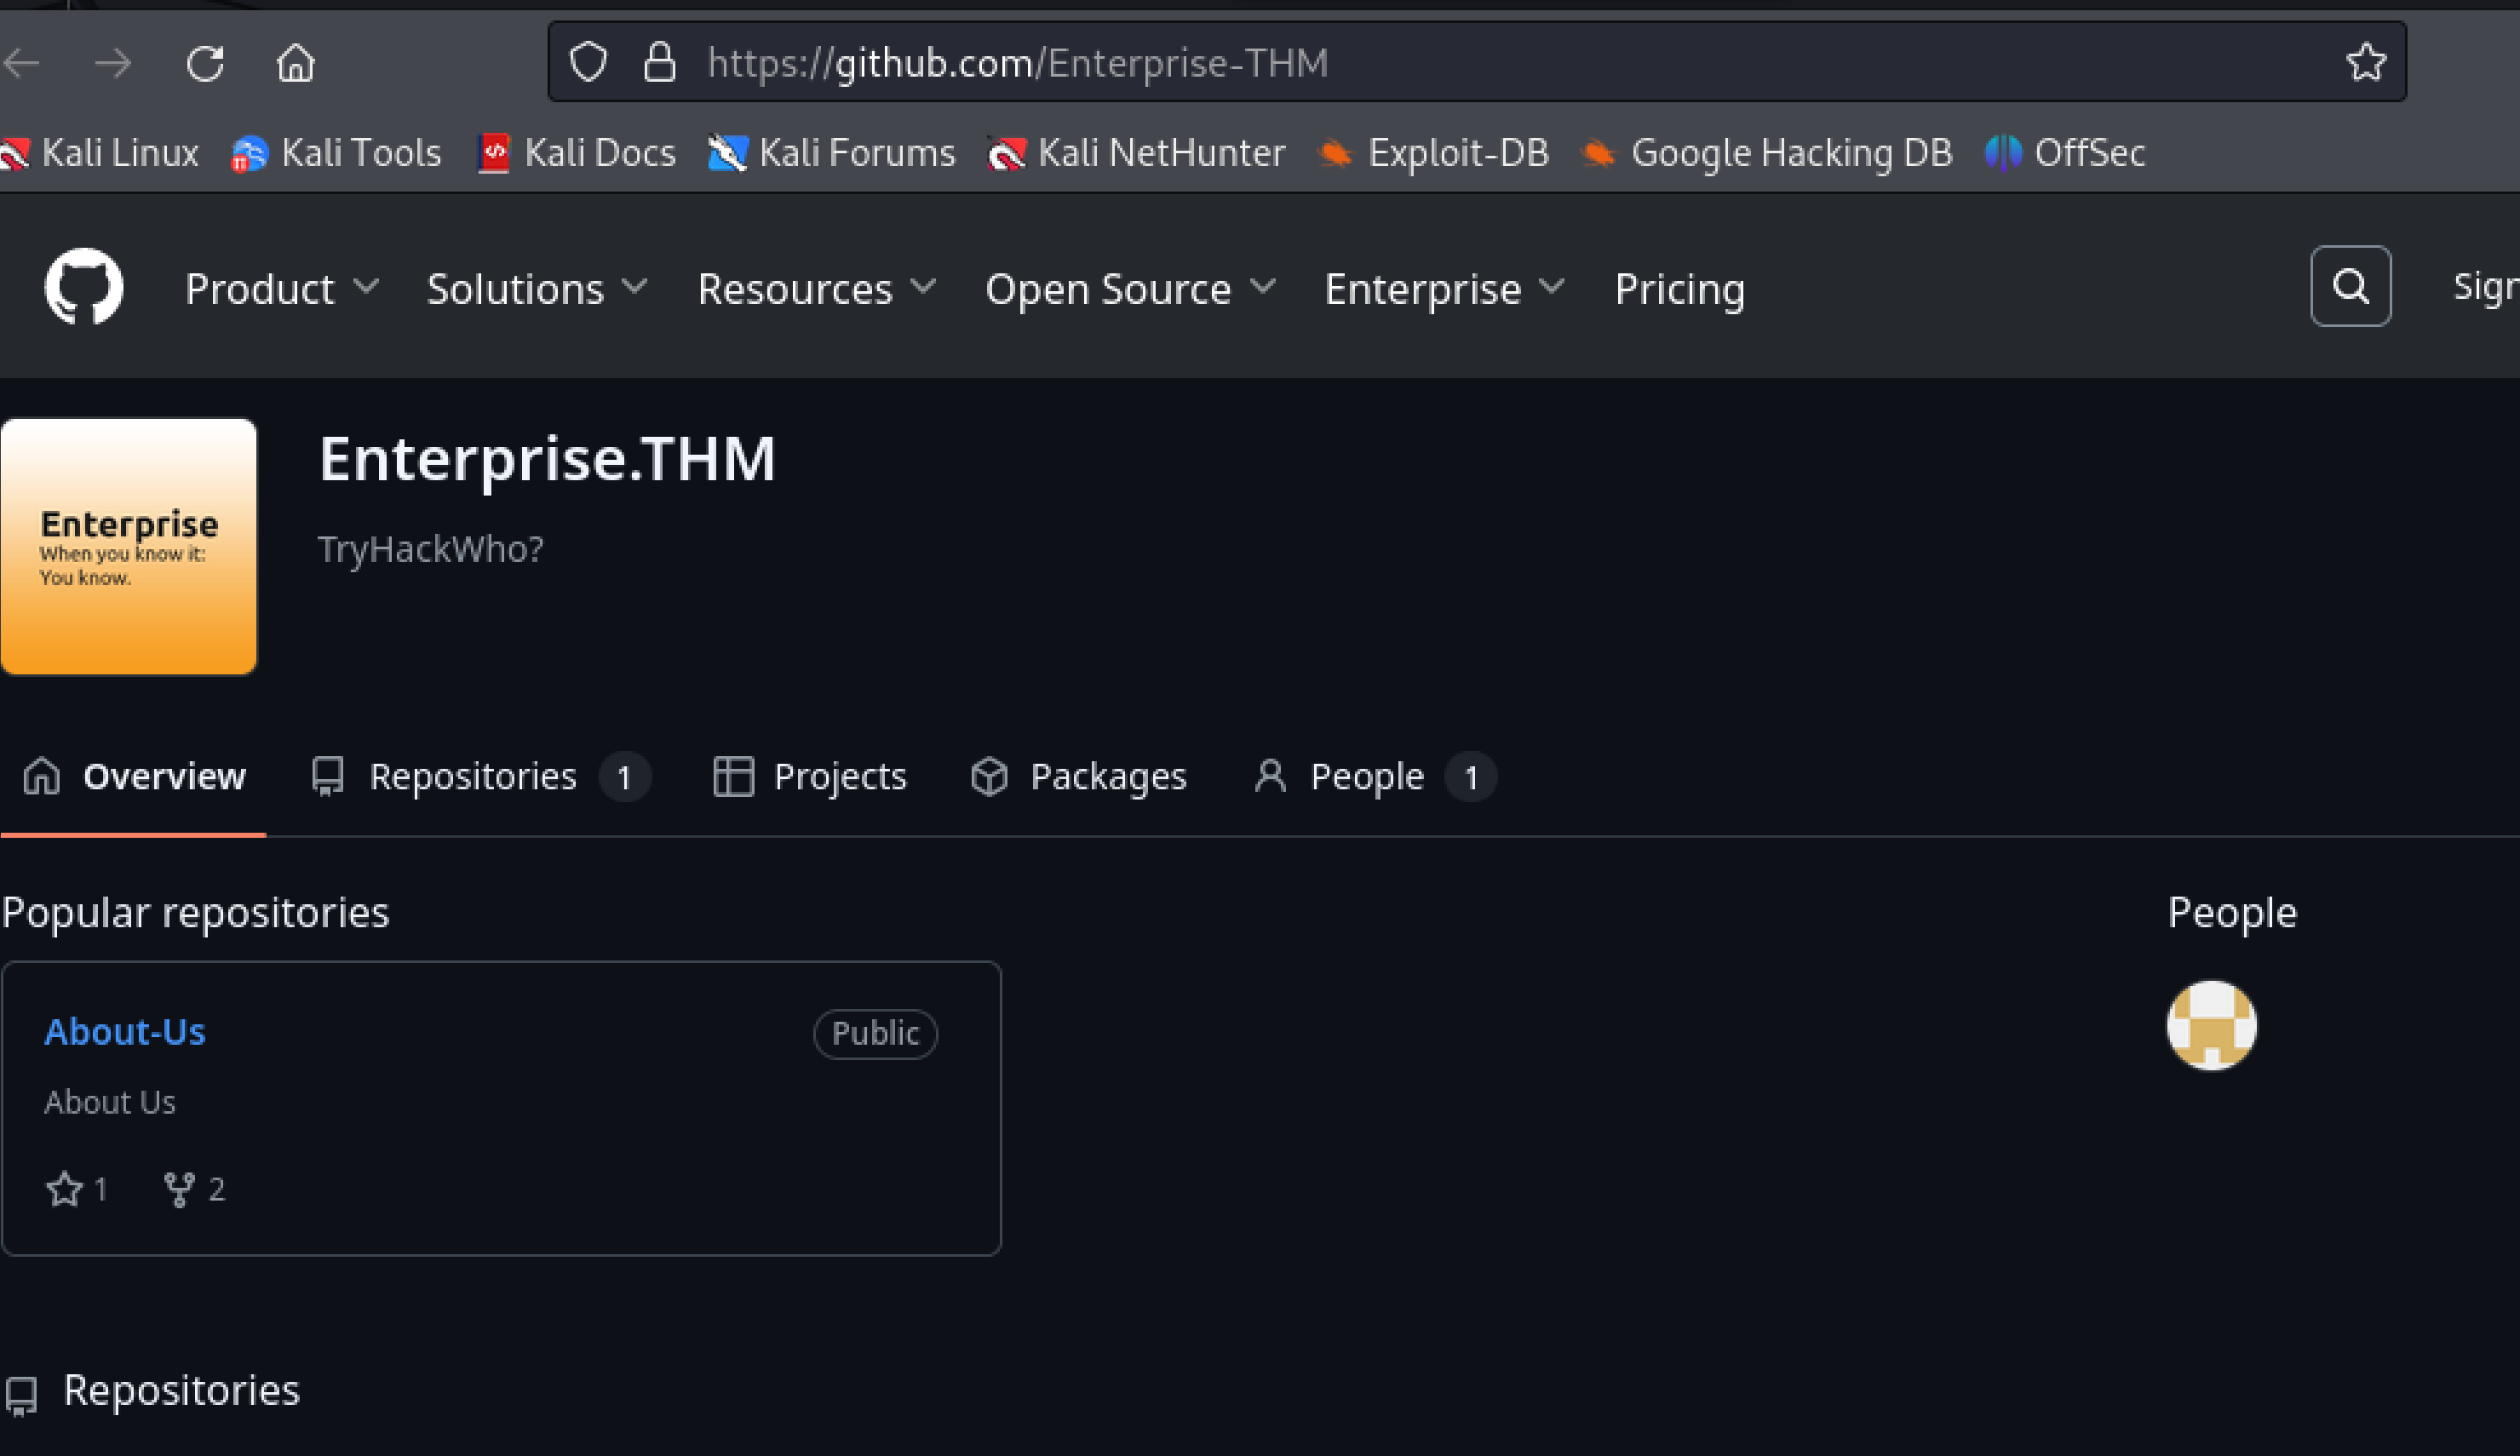 https://github.com/Enterprise-THM
Kali Linux Kali Tools Kali Docs Kali Forums Kali NetHunter Exploit-DB Google Hacking DB OffSec
Product Solutions Resources Open Source Enterprise Pricing Sign
Enterprise
When you know it:
You know.
Enterprise.THM
TryHackWho?
Overview Repositories 1 Projects Packages People 1
Popular repositories
People
About-Us Public
About Us
1 2
Repositories